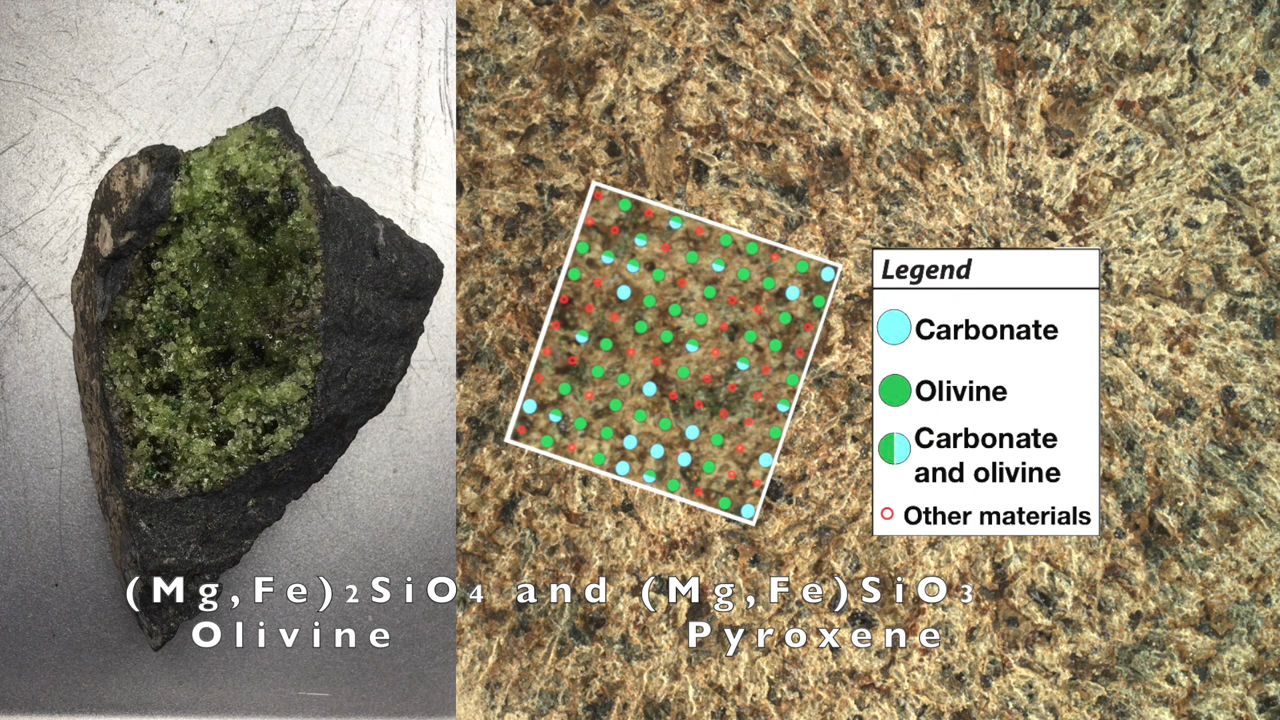 Legend
Carbonate
Olivine
Carbonate
and olivine
Other materials
(Mg,Fe)₂SiO₄ and (Mg,Fe)SiO₃
Olivine Pyroxene